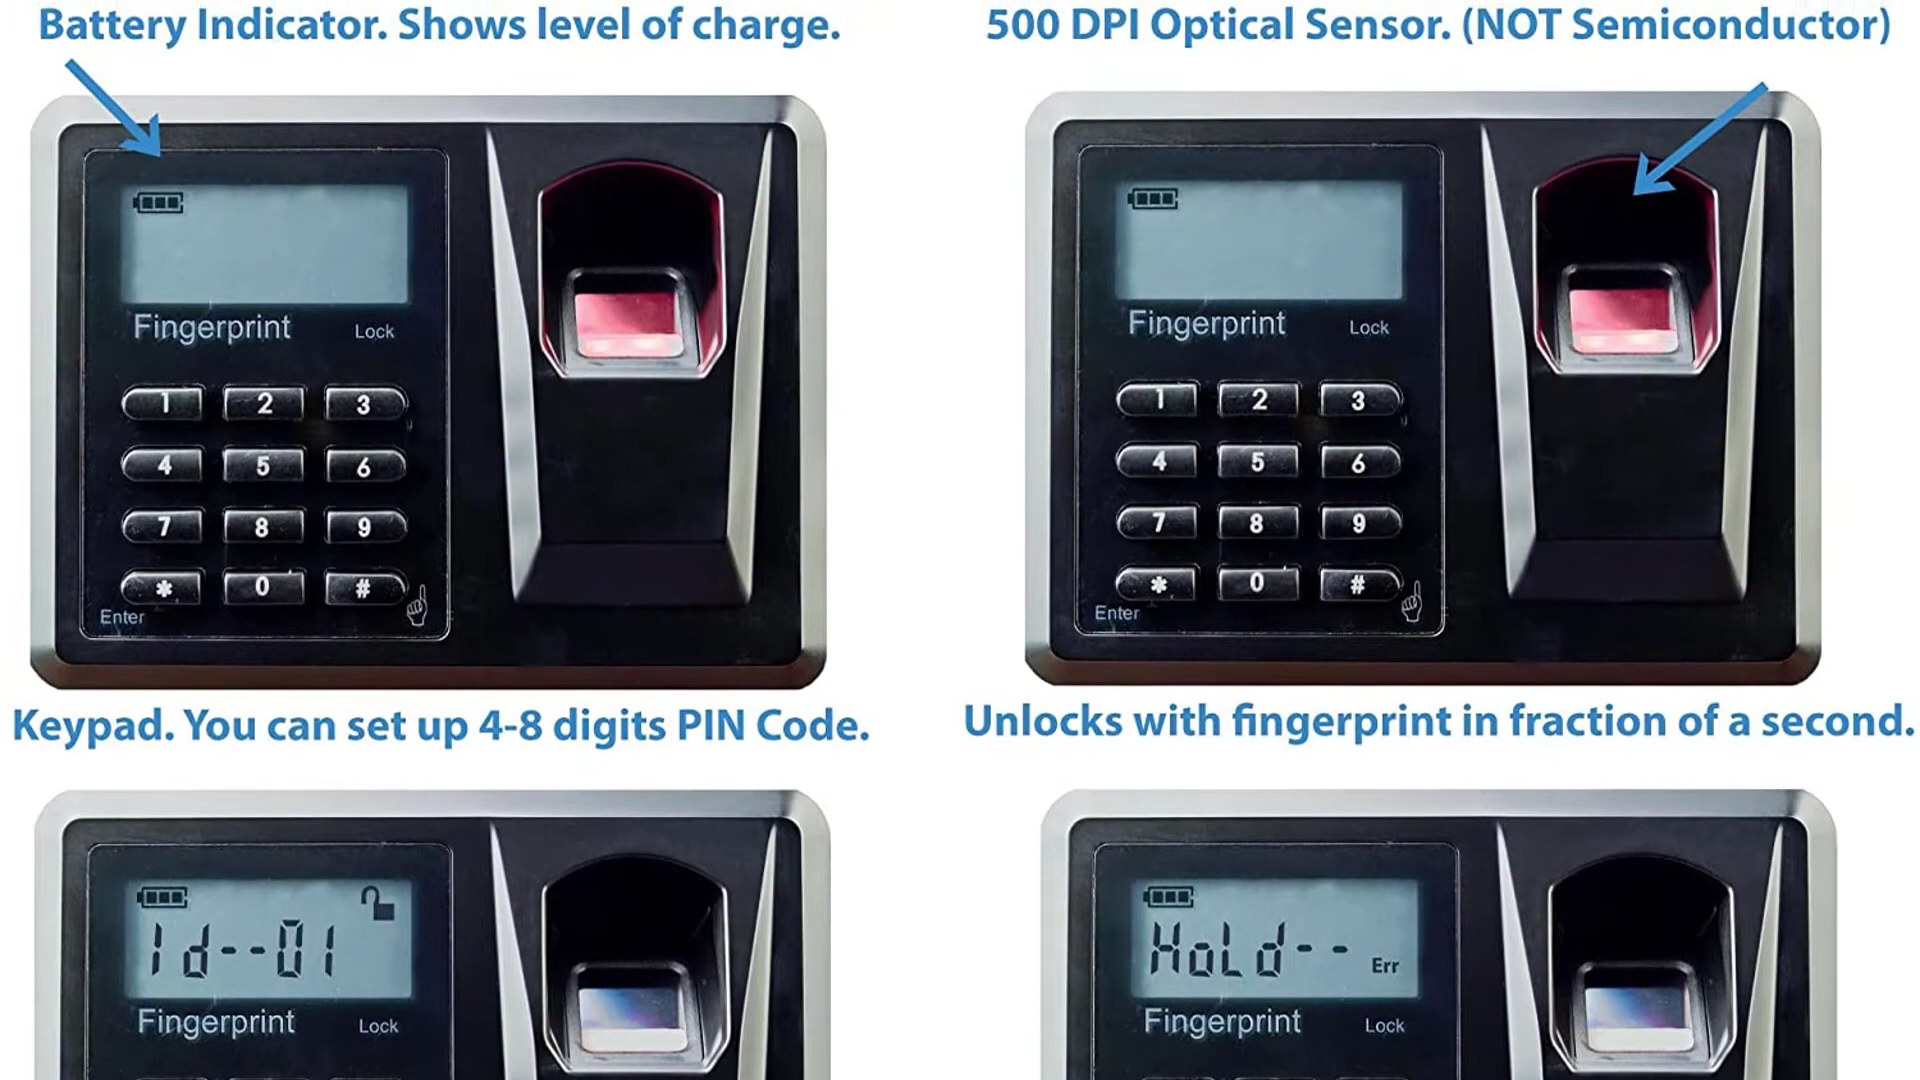 Battery Indicator. Shows level of charge.
500 DPI Optical Sensor. (NOT Semiconductor)
Fingerprint Lock
1 2 3
4 5 6
7 8 9
* 0 #
Enter
Fingerprint Lock
1 2 3
4 5 6
7 8 9
* 0 #
Enter
Keypad. You can set up 4-8 digits PIN Code.
Unlocks with fingerprint in fraction of a second.
Id--01
Fingerprint Lock
HoLd-- Err
Fingerprint Lock